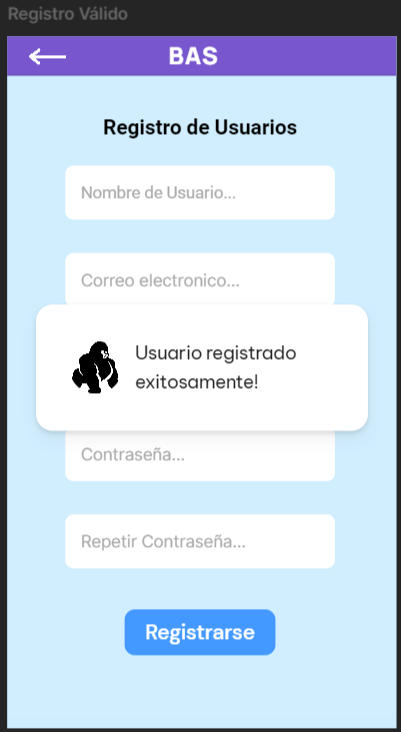 Registro Válido
BAS
Registro de Usuarios
Nombre de Usuario...
Correo electronico...
Usuario registrado
exitosamente!
Contraseña...
Repetir Contraseña...
Registrarse